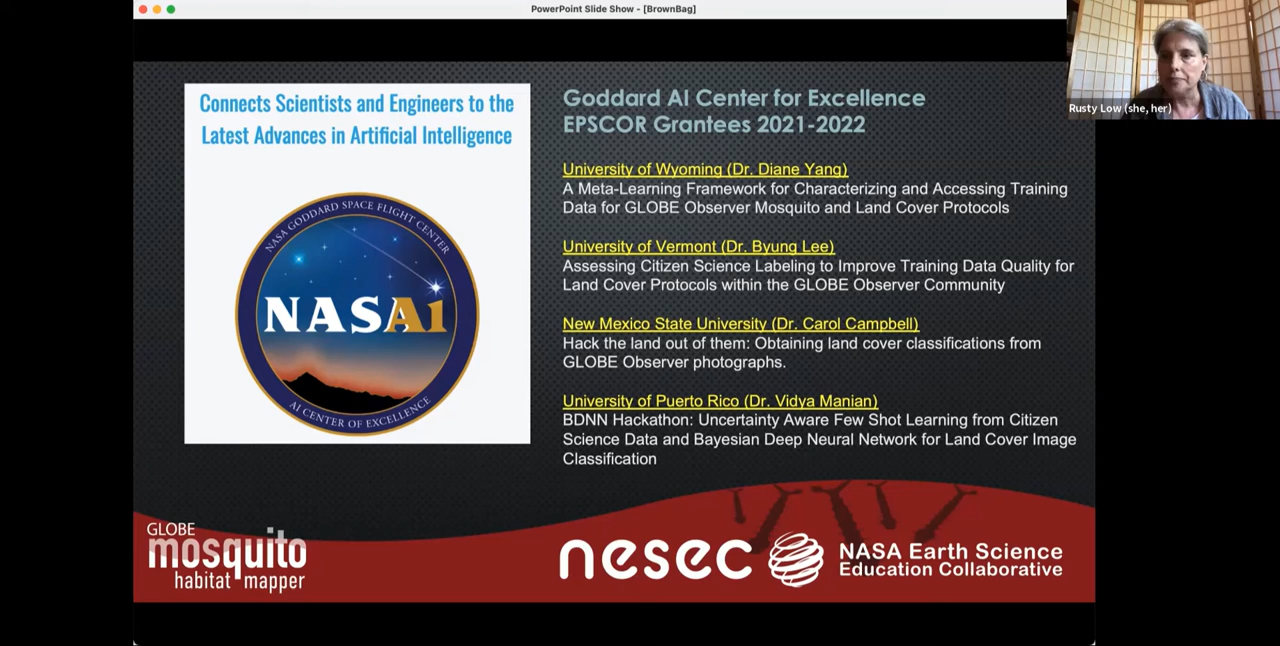 PowerPoint Slide Show - [BrownBag]
Rusty Low (she, her)
Connects Scientists and Engineers to the
Latest Advances in Artificial Intelligence
NASA GODDARD SPACE FLIGHT CENTER
NASAI
AI CENTER OF EXCELLENCE
Goddard AI Center for Excellence
EPSCOR Grantees 2021-2022
University of Wyoming (Dr. Diane Yang)
A Meta-Learning Framework for Characterizing and Accessing Training
Data for GLOBE Observer Mosquito and Land Cover Protocols
University of Vermont (Dr. Byung Lee)
Assessing Citizen Science Labeling to Improve Training Data Quality for
Land Cover Protocols within the GLOBE Observer Community
New Mexico State University (Dr. Carol Campbell)
Hack the land out of them: Obtaining land cover classifications from
GLOBE Observer photographs.
University of Puerto Rico (Dr. Vidya Manian)
BDNN Hackathon: Uncertainty Aware Few Shot Learning from Citizen
Science Data and Bayesian Deep Neural Network for Land Cover Image
Classification
GLOBE
mosquito
habitat mapper
nesec
NASA Earth Science
Education Collaborative